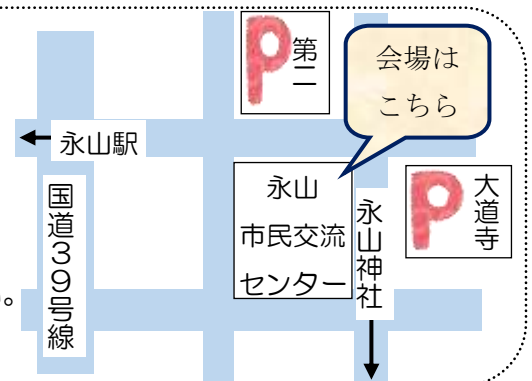 P
第二
会場は
こちら
永山駅
国道39号線
永山
市民交流
センター
永山神社
P
大道寺
。